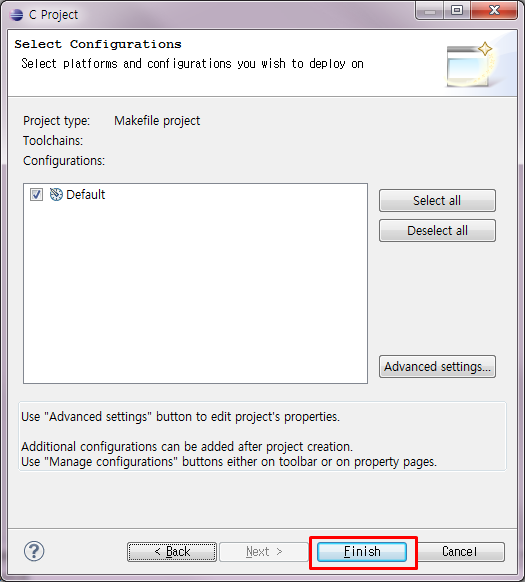 C Project
Select Configurations
Select platforms and configurations you wish to deploy on
Project type: Makefile project
Toolchains:
Configurations:
Default
Select all
Deselect all
Advanced settings...
Use "Advanced settings" button to edit project's properties.
Additional configurations can be added after project creation.
Use "Manage configurations" buttons either on toolbar or on property pages.
? < Back Next > Finish Cancel